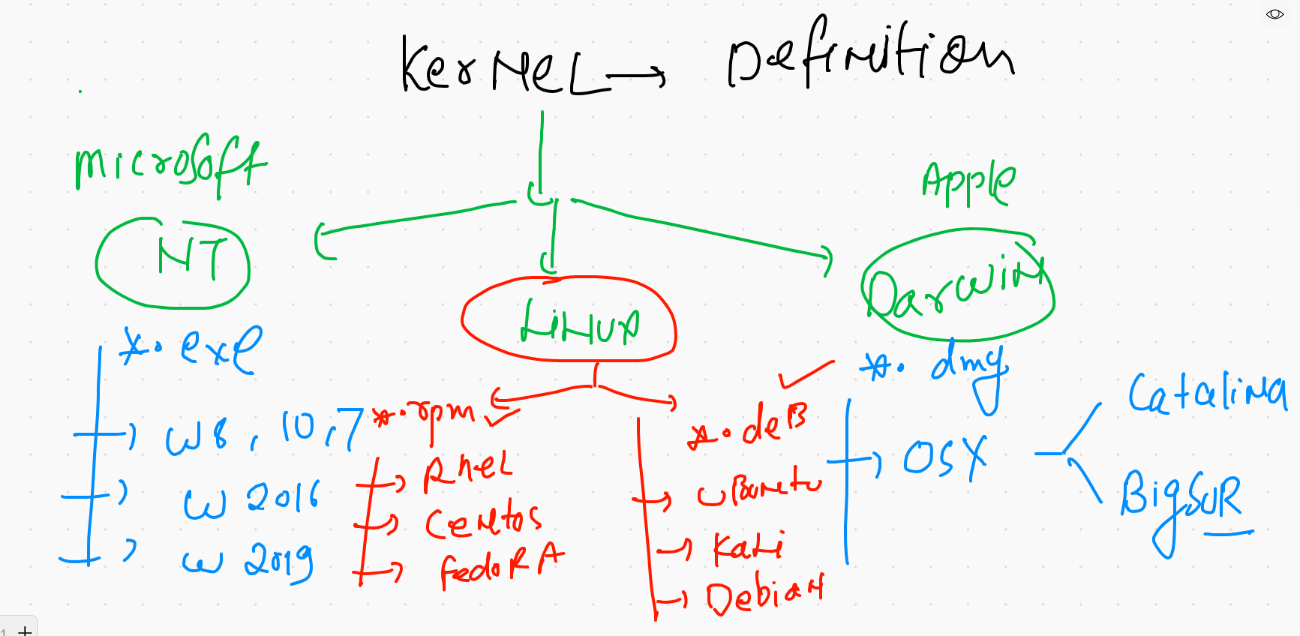 Kernel → Definition
Microsoft
Apple
NT
Linux
Darwin
*.exe
*.dmg
W8, 10, 7
W 2016
W 2019
*.rpm ✓
Rhel
Centos
fedoRA
*.deB ✓
uBuntu
Kali
Debian
OSX
Catalina
BigSuR
1 +